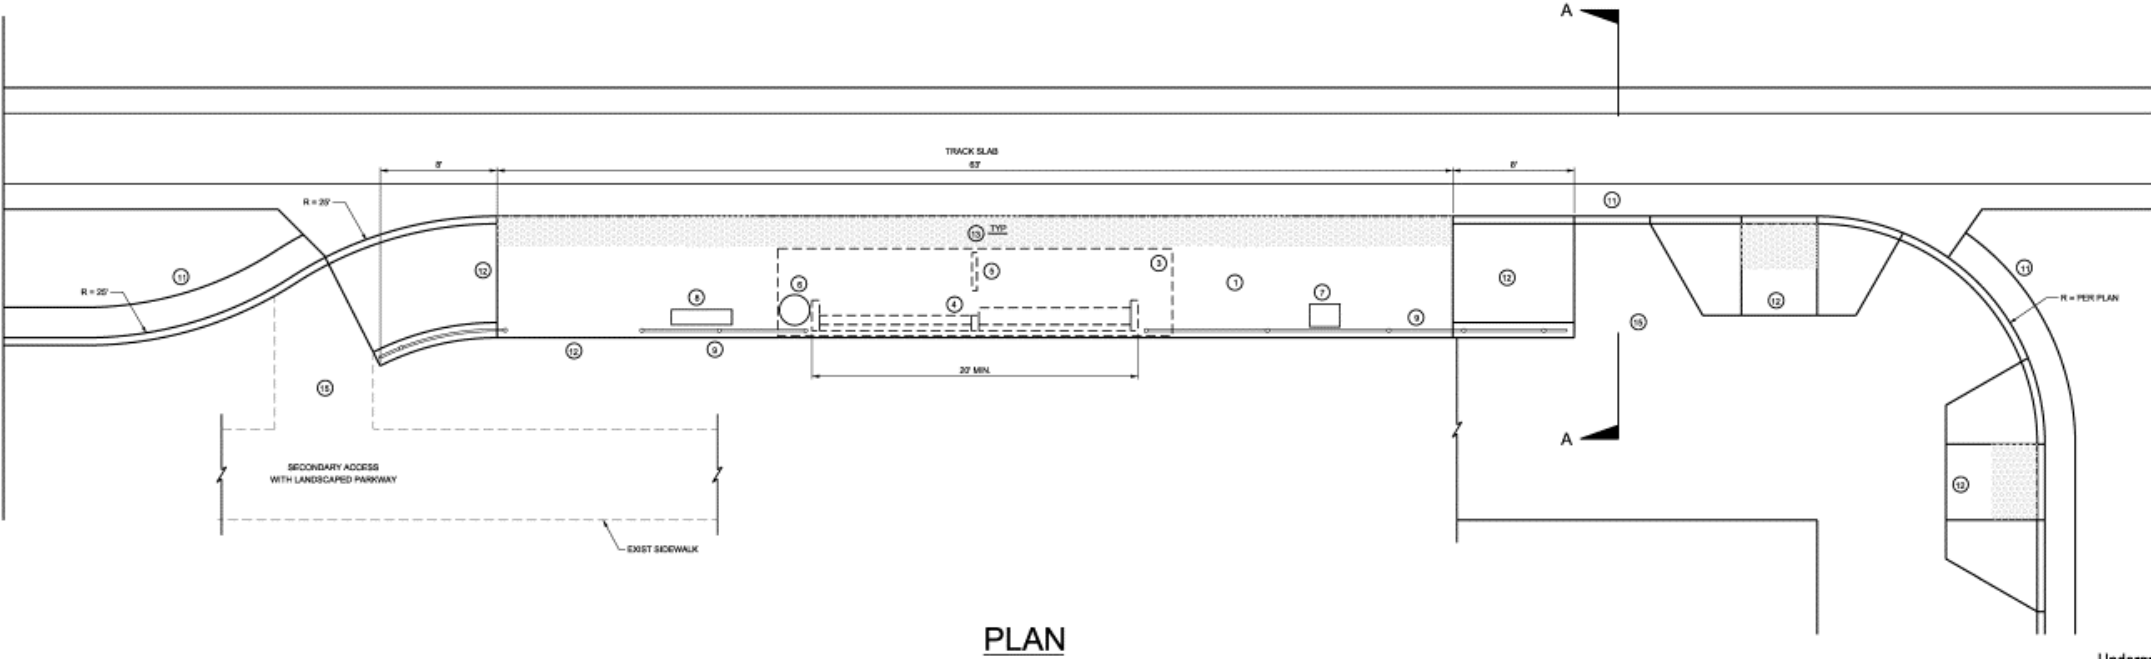 A
TRACK SLAB
8'
63'
8'
R = 25'
11
13 TYP
11
12
6
5
3
1
12
7
8
4
9
12
11
R = 25'
15
12
9
R = PER PLAN
20' MIN.
15
A
SECONDARY ACCESS
WITH LANDSCAPED PARKWAY
12
EXIST SIDEWALK
PLAN